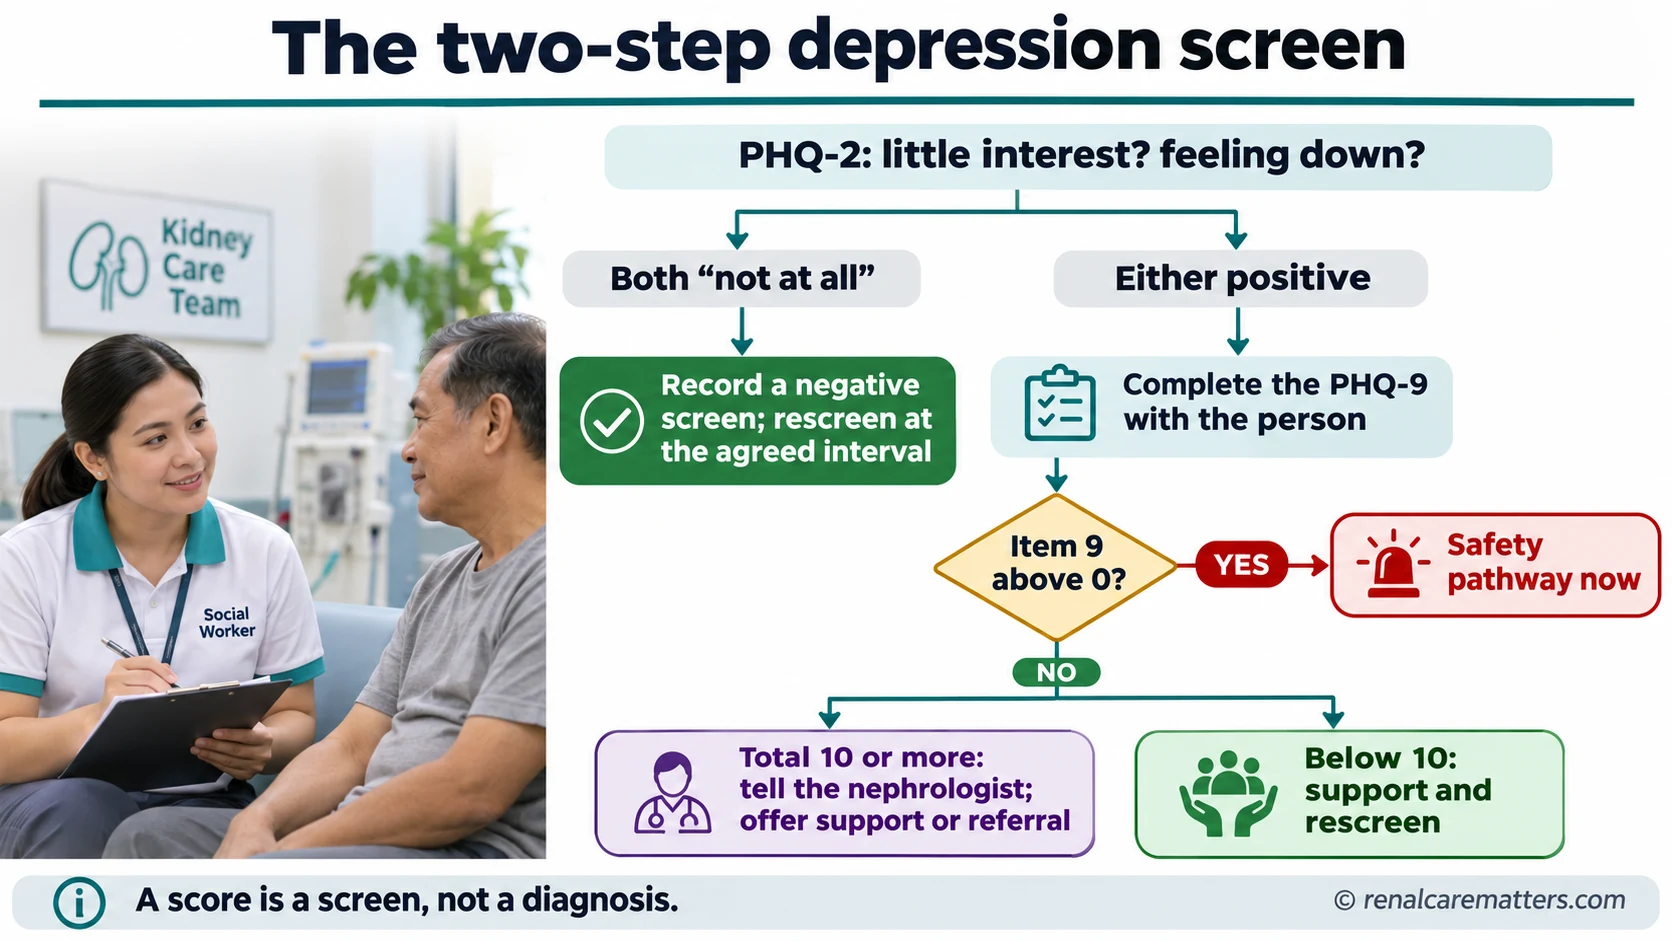 The two-step depression screen
Kidney
Care
Team
Social
Worker
PHQ-2: little interest? feeling down?
Both “not at all”
Either positive
Record a negative
screen; rescreen at
the agreed interval
Complete the PHQ-9
with the person
Item 9
above 0?
YES
Safety
pathway now
NO
Total 10 or more:
tell the nephrologist;
offer support or referral
Below 10:
support and
rescreen
A score is a screen, not a diagnosis.
© renalcarematters.com